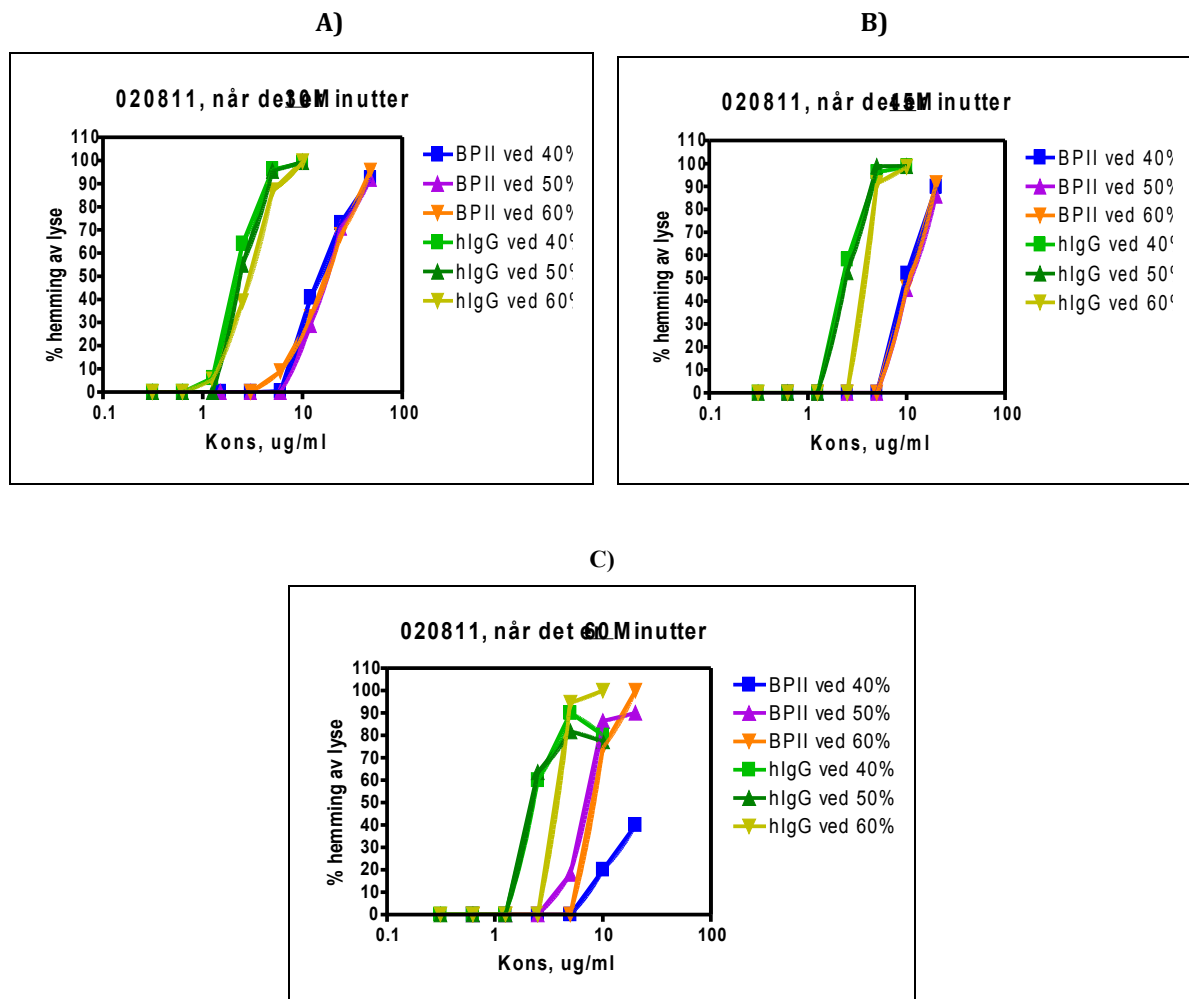 A)
020811, når det er 30 Minutter
110
100
90
80
70
60
50
40
30
20
10
0
% hemming av lyse
0.1 1 10 100
Kons, ug/ml
BPII ved 40%
BPII ved 50%
BPII ved 60%
hIgG ved 40%
hIgG ved 50%
hIgG ved 60%
B)
020811, når det er 45 Minutter
110
100
90
80
70
60
50
40
30
20
10
0
% hemming av lyse
0.1 1 10 100
Kons, ug/ml
BPII ved 40%
BPII ved 50%
BPII ved 60%
hIgG ved 40%
hIgG ved 50%
hIgG ved 60%
C)
020811, når det er 60 Minutter
110
100
90
80
70
60
50
40
30
20
10
0
% hemming av lyse
0.1 1 10 100
Kons, ug/ml
BPII ved 40%
BPII ved 50%
BPII ved 60%
hIgG ved 40%
hIgG ved 50%
hIgG ved 60%